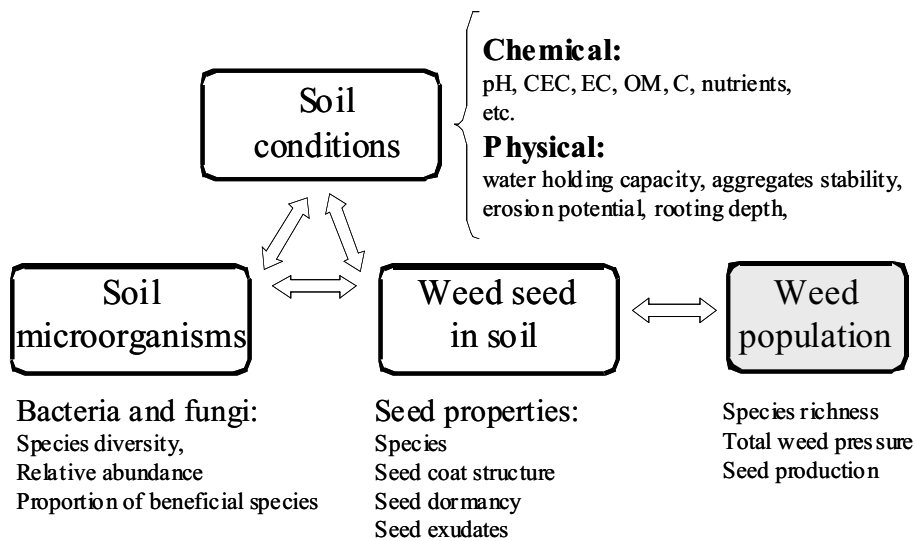 Soil
conditions
Chemical:
pH, CEC, EC, OM, C, nutrients,
etc.
Physical:
water holding capacity, aggregates stability,
erosion potential, rooting depth,
Soil
microorganisms
Weed seed
in soil
Weed
population
Bacteria and fungi:
Species diversity,
Relative abundance
Proportion of beneficial species
Seed properties:
Species
Seed coat structure
Seed dormancy
Seed exudates
Species richness
Total weed pressure
Seed production